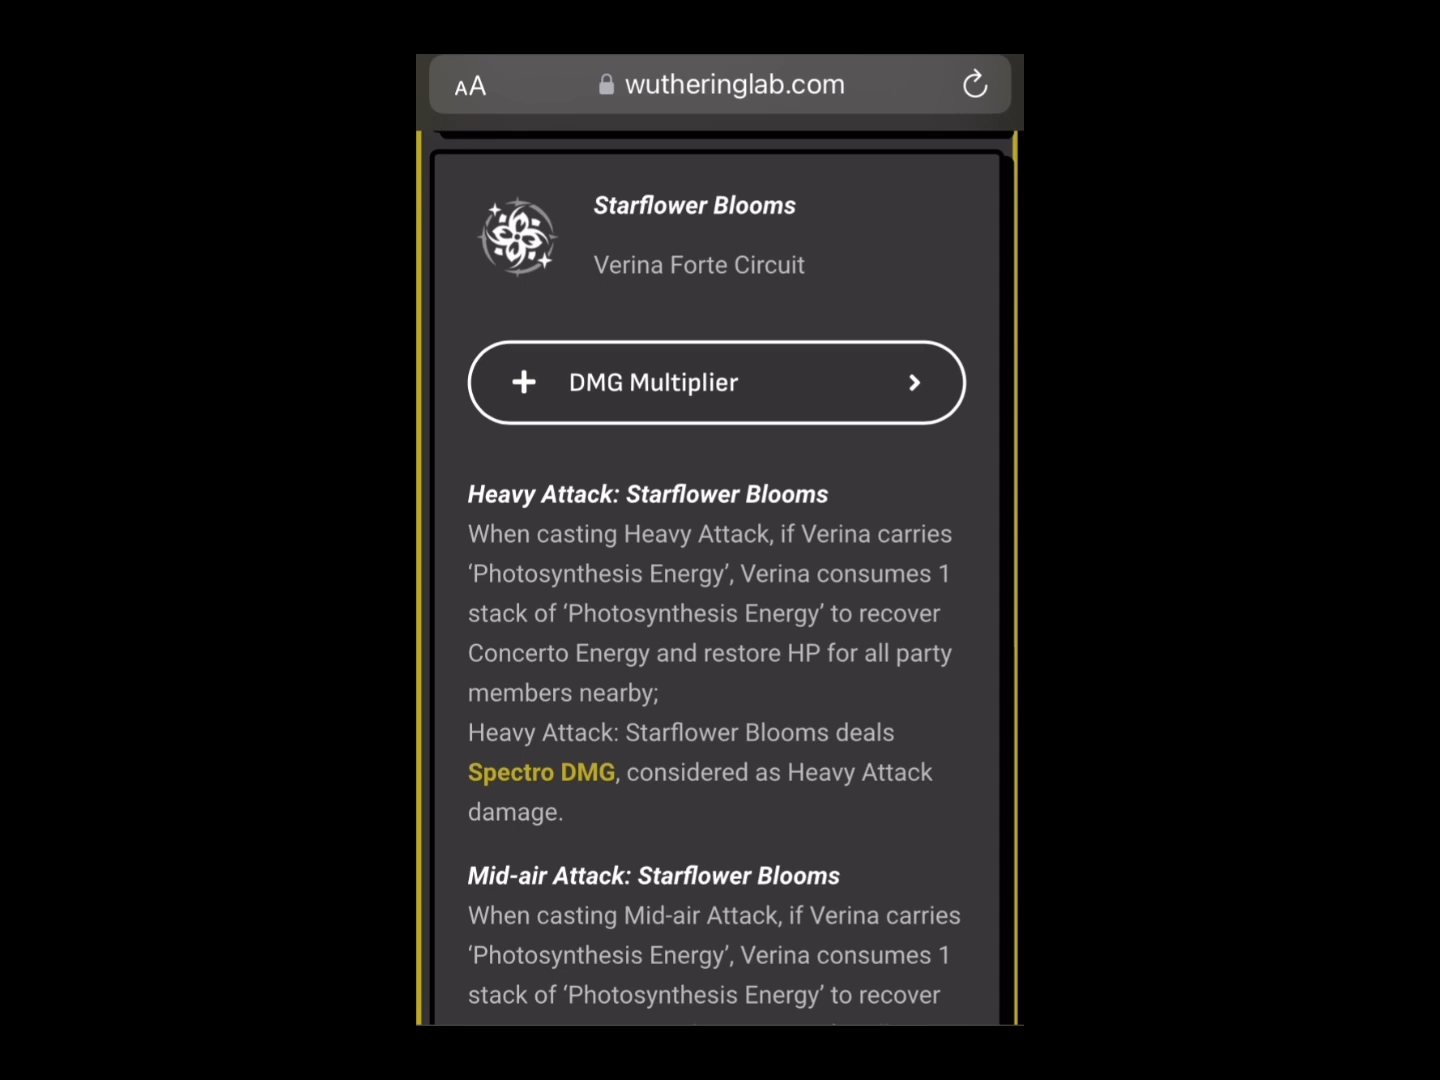 AA
wutheringlab.com
Starflower Blooms
Verina Forte Circuit
DMG Multiplier
Heavy Attack: Starflower Blooms
When casting Heavy Attack, if Verina carries
‘Photosynthesis Energy’, Verina consumes 1
stack of ‘Photosynthesis Energy’ to recover
Concerto Energy and restore HP for all party
members nearby;
Heavy Attack: Starflower Blooms deals
Spectro DMG, considered as Heavy Attack
damage.
Mid-air Attack: Starflower Blooms
When casting Mid-air Attack, if Verina carries
‘Photosynthesis Energy’, Verina consumes 1
stack of ‘Photosynthesis Energy’ to recover